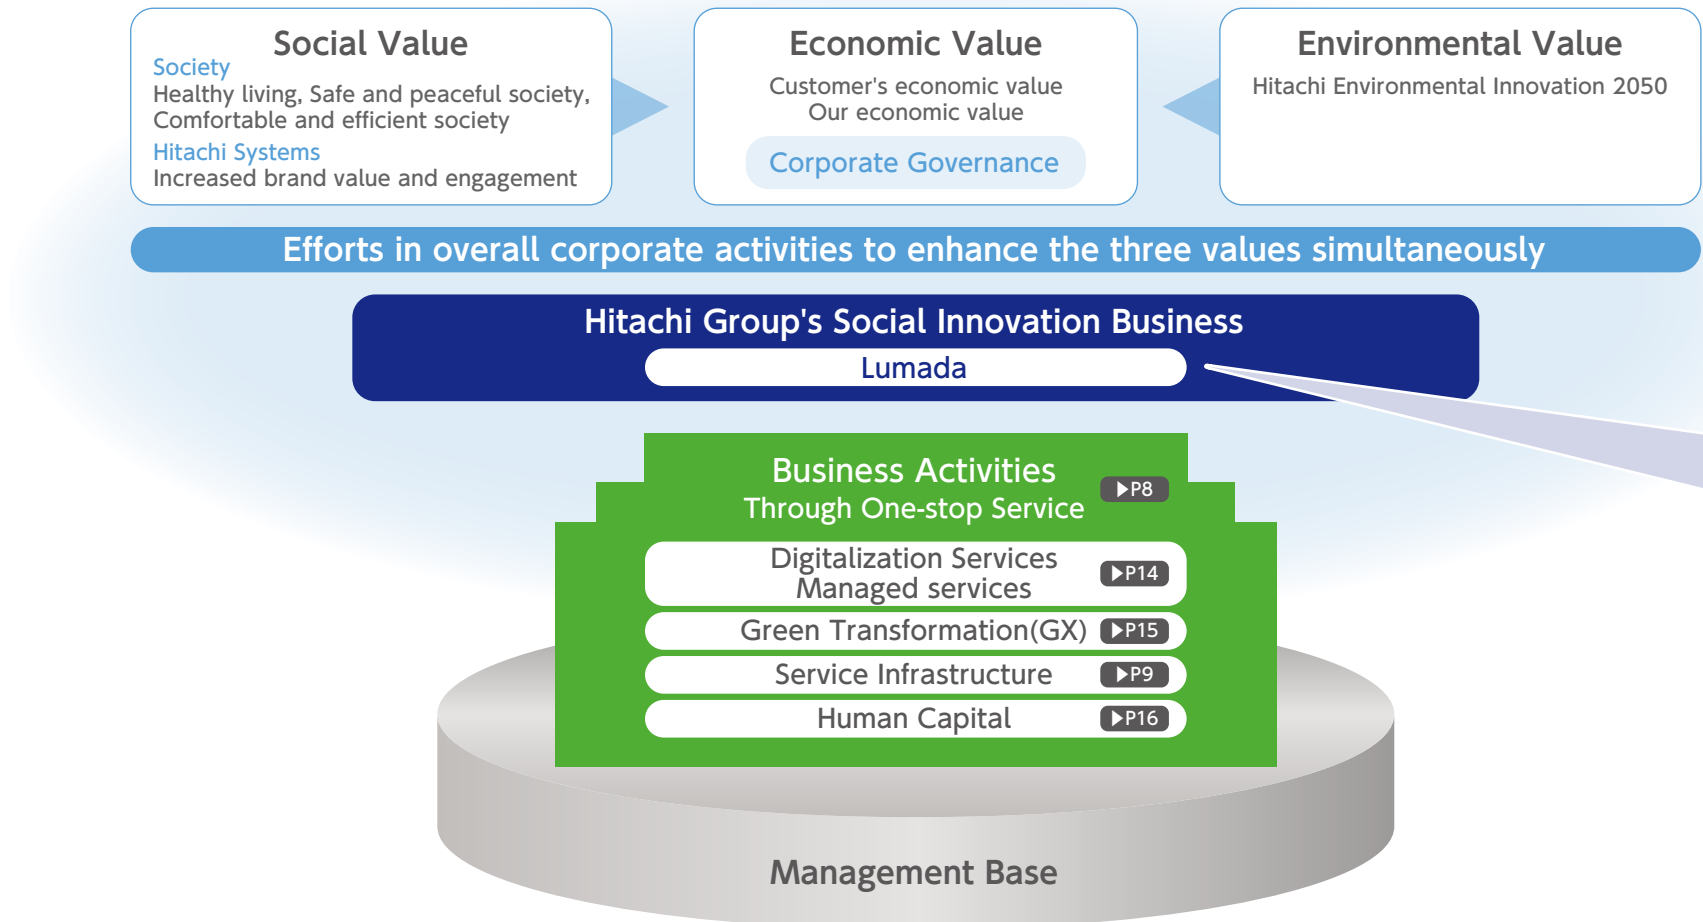 Social Value
Society
Healthy living, Safe and peaceful society,
Comfortable and efficient society
Hitachi Systems
Increased brand value and engagement
Economic Value
Customer's economic value
Our economic value
Corporate Governance
Environmental Value
Hitachi Environmental Innovation 2050
Efforts in overall corporate activities to enhance the three values simultaneously
Hitachi Group's Social Innovation Business
Lumada
Business Activities
Through One-stop Service
▶P8
Digitalization Services
Managed services
▶P14
Green Transformation(GX) ▶P15
Service Infrastructure ▶P9
Human Capital ▶P16
Management Base